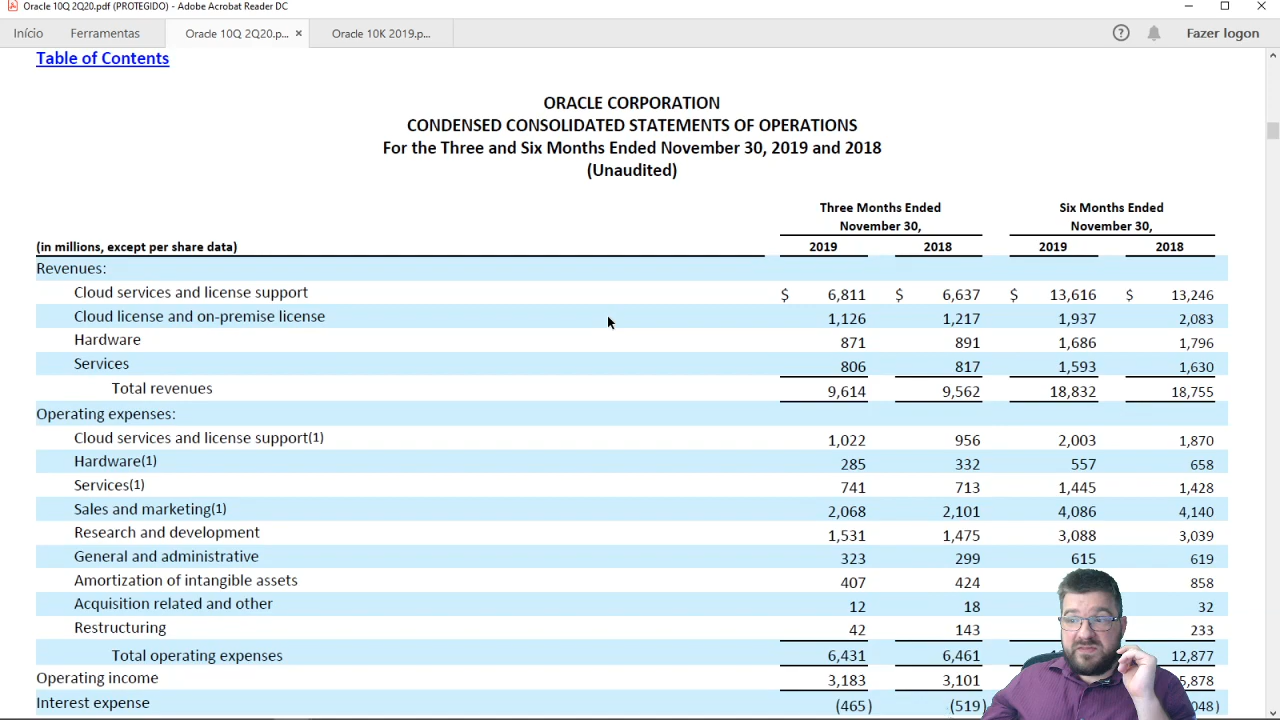 Oracle 10Q 2Q20.pdf (PROTEGIDO) - Adobe Acrobat Reader DC
Início Ferramentas Oracle 10Q 2Q20.p... × Oracle 10K 2019.p... Fazer logon
Table of Contents
ORACLE CORPORATION
CONDENSED CONSOLIDATED STATEMENTS OF OPERATIONS
For the Three and Six Months Ended November 30, 2019 and 2018
(Unaudited)
Three Months Ended Six Months Ended
November 30, November 30,
(in millions, except per share data) 2019 2018 2019 2018
Revenues:
Cloud services and license support $ 6,811 $ 6,637 $ 13,616 $ 13,246
Cloud license and on-premise license 1,126 1,217 1,937 2,083
Hardware 871 891 1,686 1,796
Services 806 817 1,593 1,630
Total revenues 9,614 9,562 18,832 18,755
Operating expenses:
Cloud services and license support(1) 1,022 956 2,003 1,870
Hardware(1) 285 332 557 658
Services(1) 741 713 1,445 1,428
Sales and marketing(1) 2,068 2,101 4,086 4,140
Research and development 1,531 1,475 3,088 3,039
General and administrative 323 299 615 619
Amortization of intangible assets 407 424 858
Acquisition related and other 12 18 32
Restructuring 42 143 233
Total operating expenses 6,431 6,461 12,877
Operating income 3,183 3,101 5,878
Interest expense (465) (519)